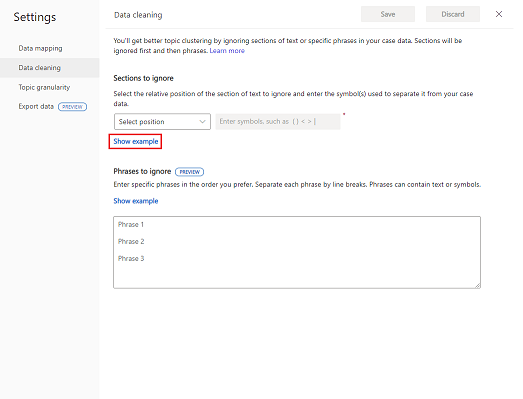 Settings
Data mapping
Data cleaning
Topic granularity
Export data PREVIEW
Data cleaning
Save
Discard
You'll get better topic clustering by ignoring sections of text or specific phrases in your case data. Sections will be
ignored first and then phrases. Learn more
Sections to ignore
Select the relative position of the section of text to ignore and enter the symbol(s) used to separate it from your case
data.
Select position
Enter symbols, such as { } < > |
*
Show example
Phrases to ignore PREVIEW
Enter specific phrases in the order you prefer. Separate each phrase by line breaks. Phrases can contain text or symbols.
Show example
Phrase 1
Phrase 2
Phrase 3